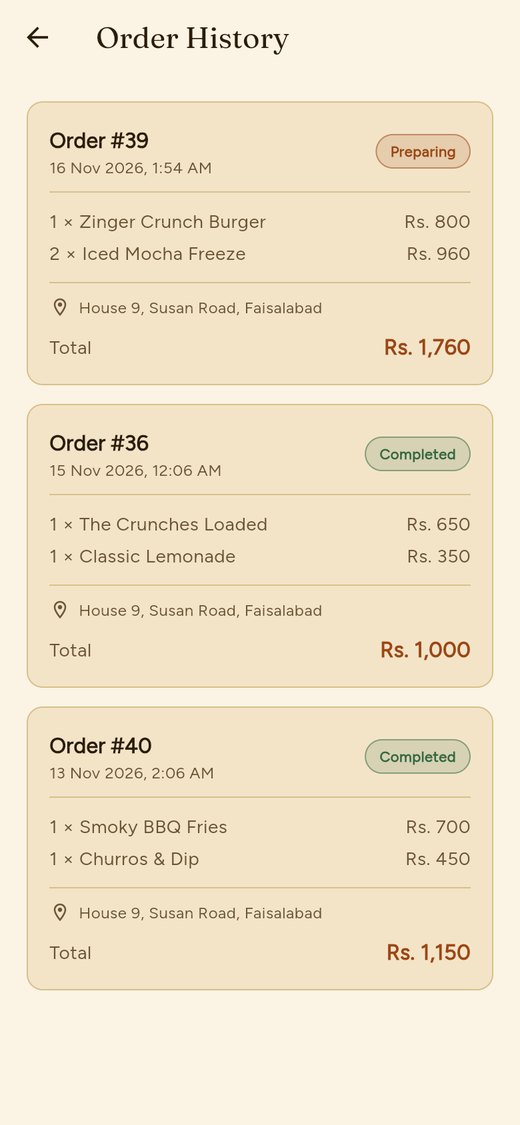 Order History
Order #39
Preparing
16 Nov 2026, 1:54 AM
1 × Zinger Crunch Burger Rs. 800
2 × Iced Mocha Freeze Rs. 960
House 9, Susan Road, Faisalabad
Total Rs. 1,760
Order #36
Completed
15 Nov 2026, 12:06 AM
1 × The Crunches Loaded Rs. 650
1 × Classic Lemonade Rs. 350
House 9, Susan Road, Faisalabad
Total Rs. 1,000
Order #40
Completed
13 Nov 2026, 2:06 AM
1 × Smoky BBQ Fries Rs. 700
1 × Churros & Dip Rs. 450
House 9, Susan Road, Faisalabad
Total Rs. 1,150